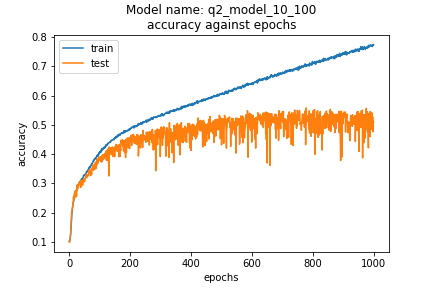 Model name: q2_model_10_100
accuracy against epochs
train
test
accuracy
0.8
0.7
0.6
0.5
0.4
0.3
0.2
0.1
0
200
400
600
800
1000
epochs